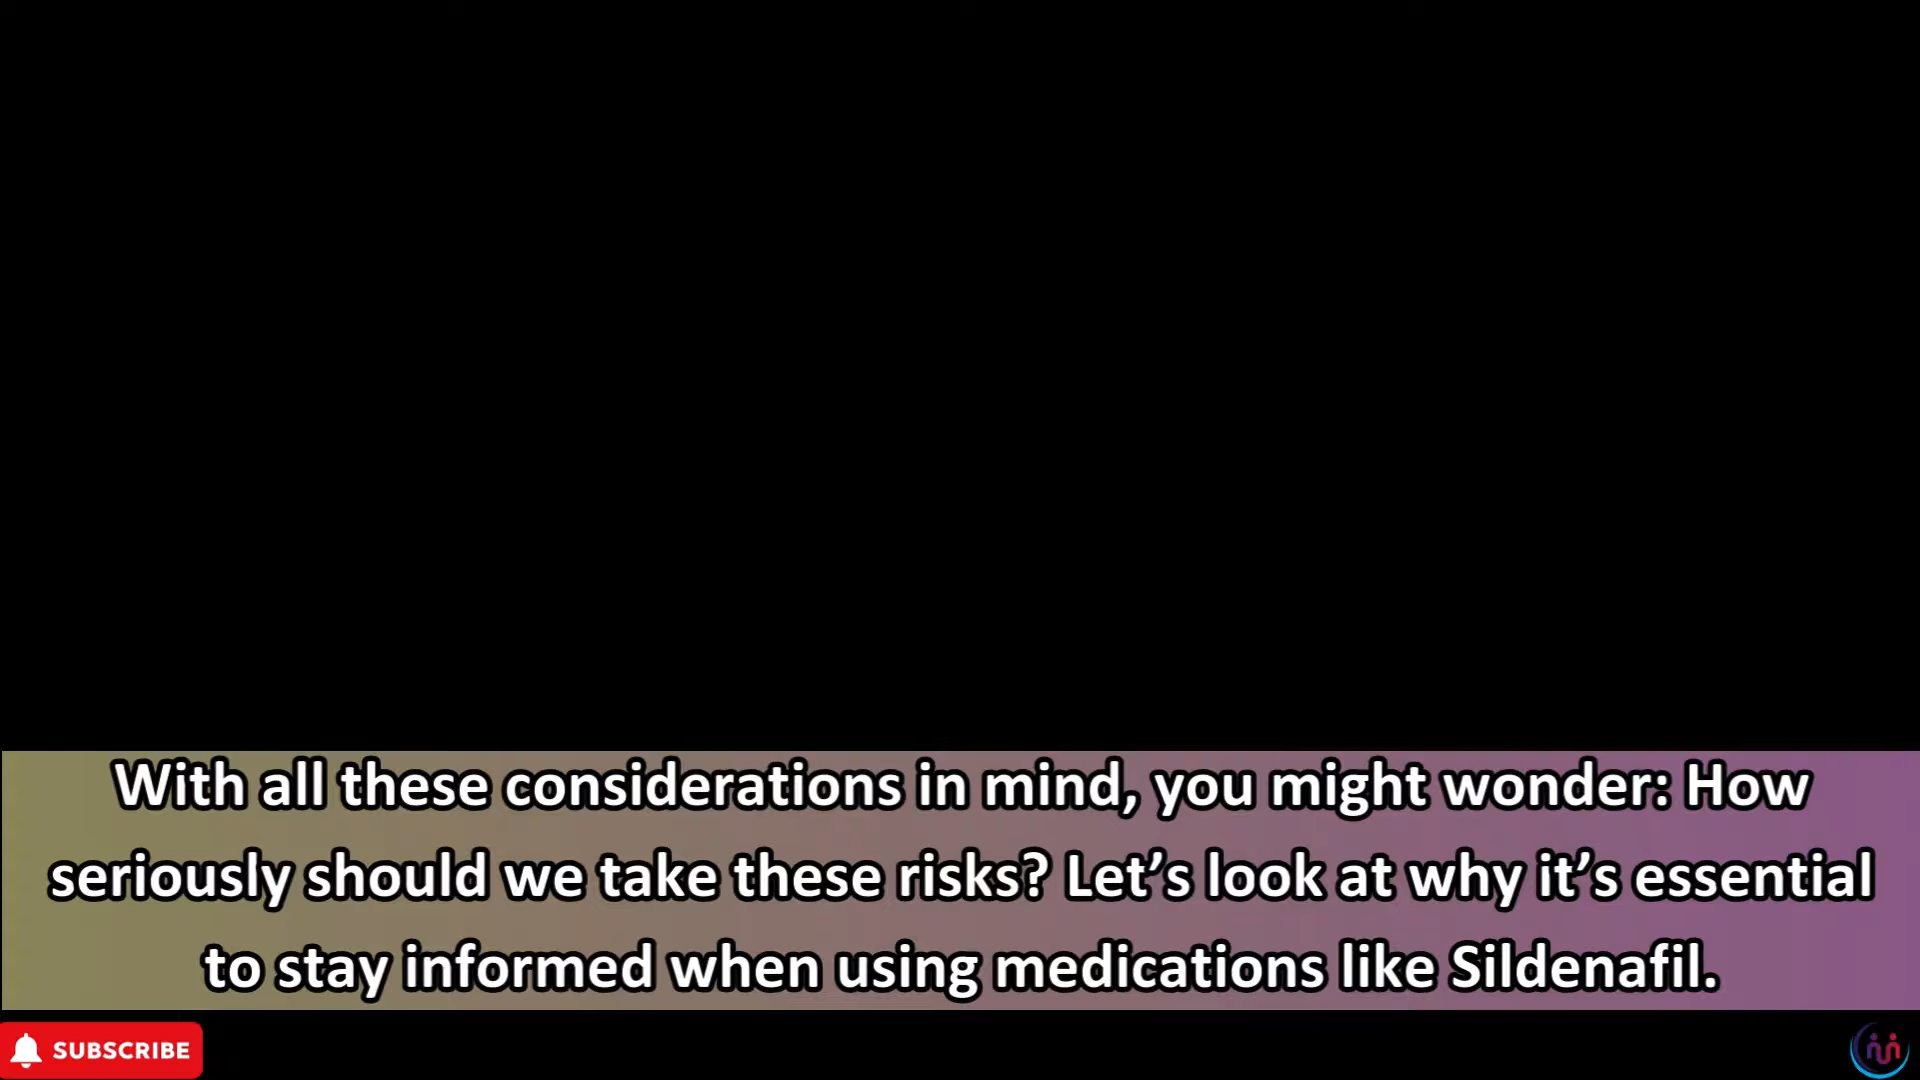 With all these considerations in mind, you might wonder: How
seriously should we take these risks? Let’s look at why it’s essential
to stay informed when using medications like Sildenafil.
SUBSCRIBE